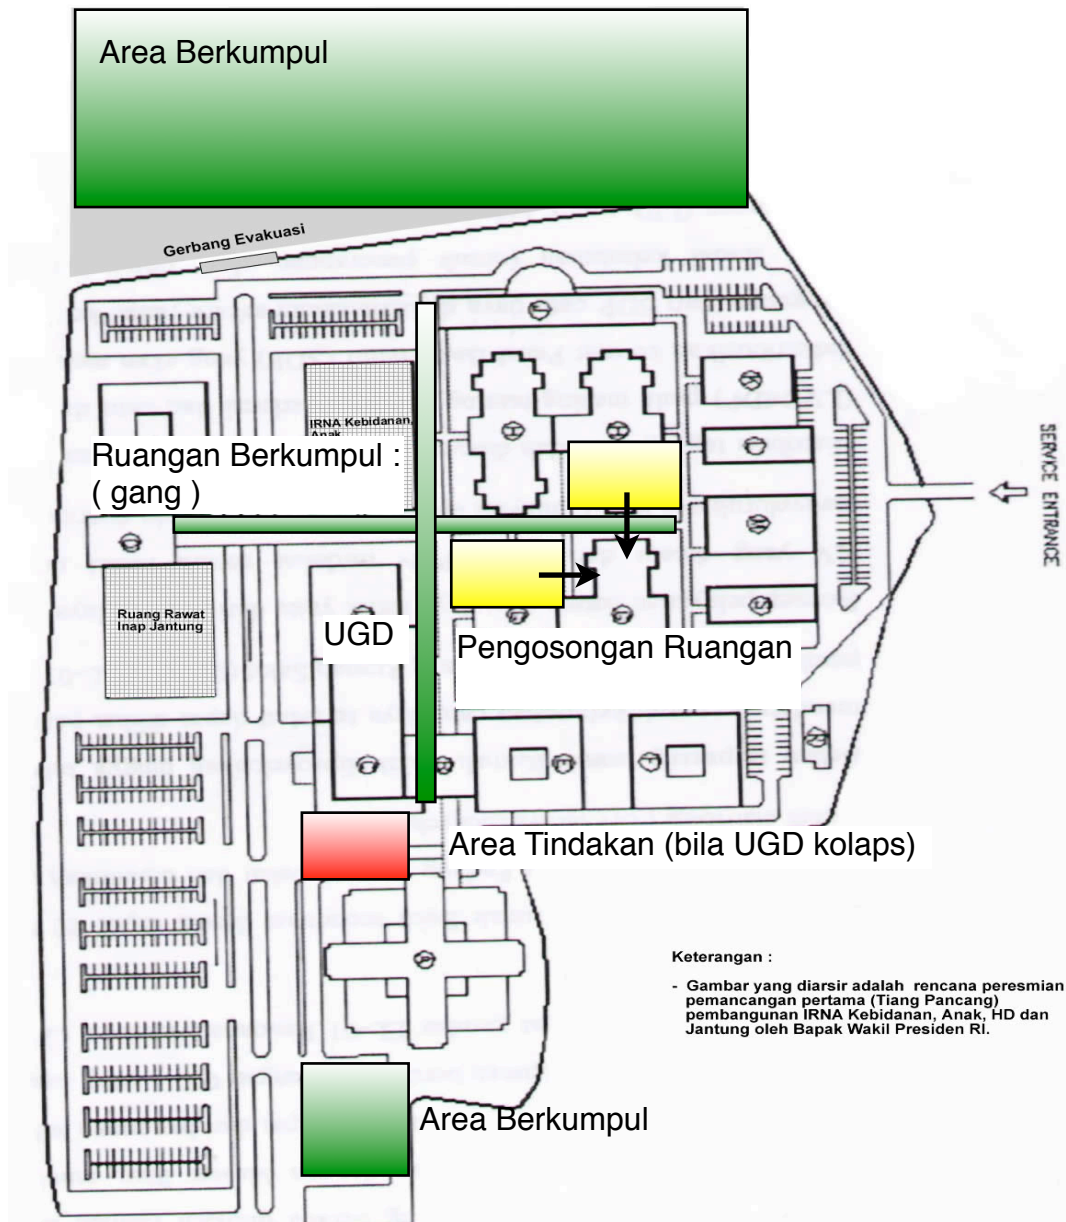 Area Berkumpul
Gerbang Evakuasi
IRNA Kebidanan,
Anak,
Ruangan Berkumpul :
( gang )
SERVICE ENTRANCE
Ruang Rawat
Inap Jantung
UGD
Pengosongan Ruangan
Area Tindakan (bila UGD kolaps)
Keterangan :
- Gambar yang diarsir adalah rencana peresmian
pemancangan pertama (Tiang Pancang)
pembangunan IRNA Kebidanan, Anak, HD dan
Jantung oleh Bapak Wakil Presiden RI.
Area Berkumpul